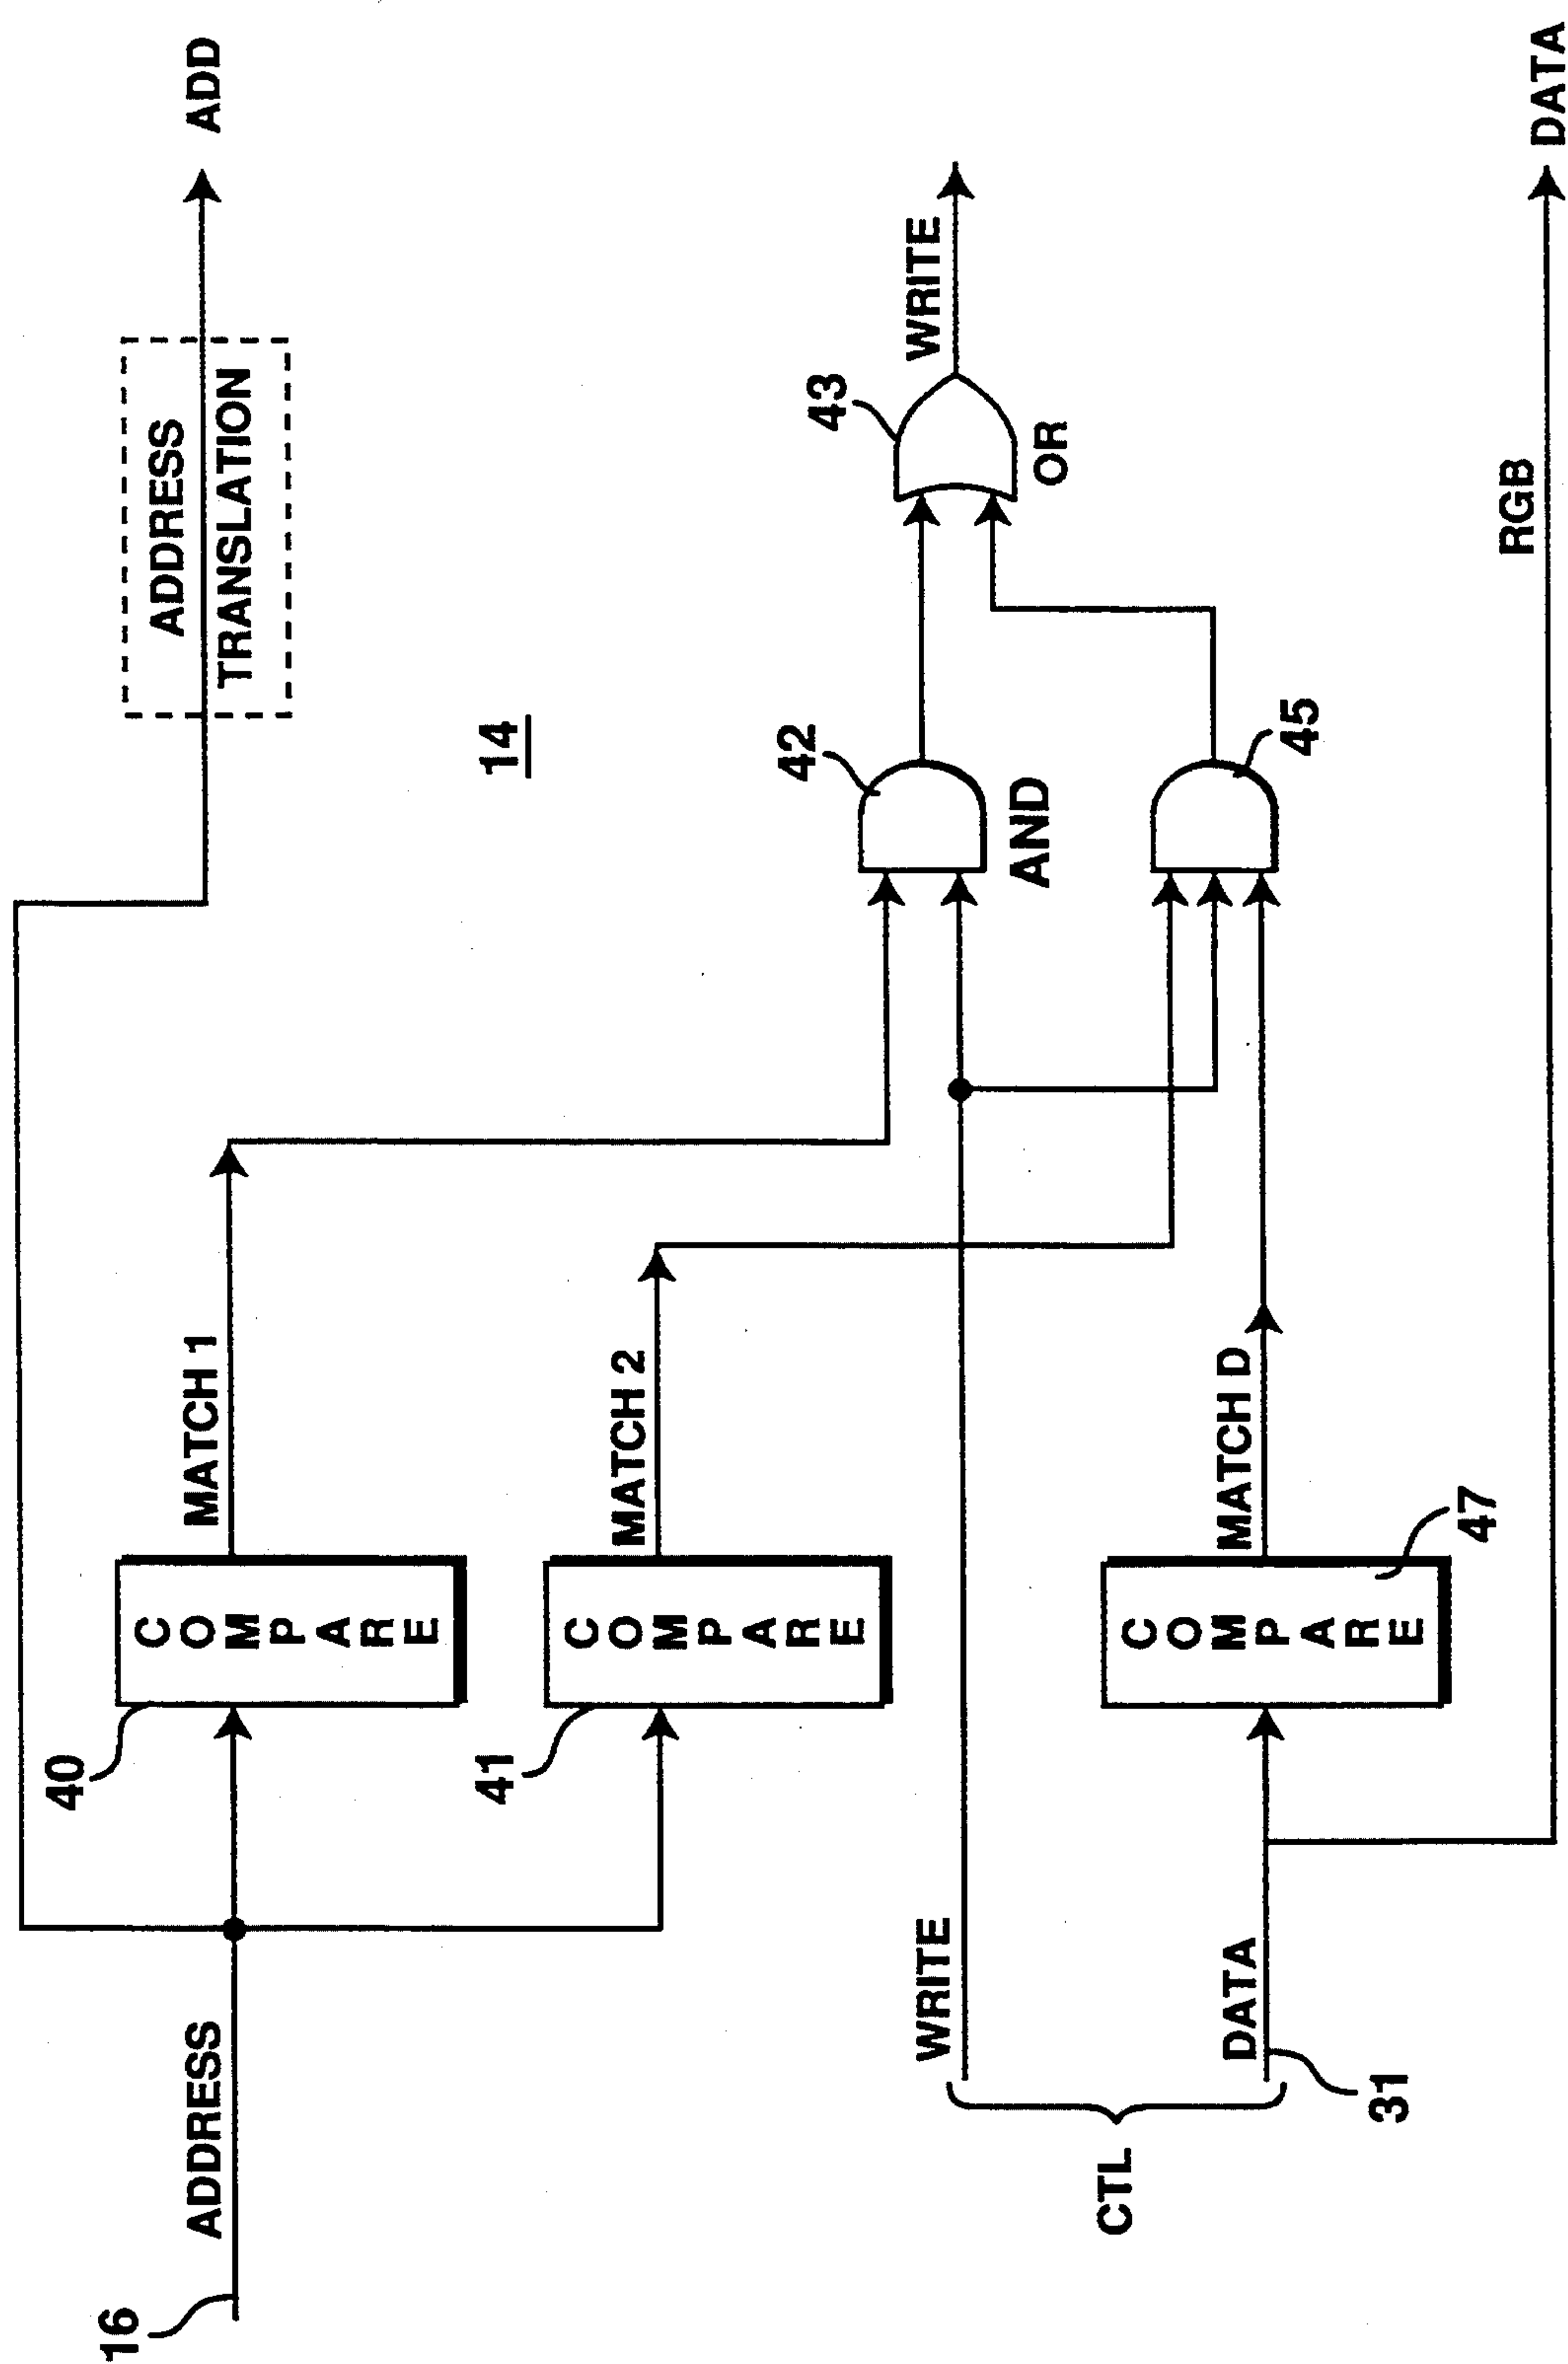 16
ADDRESS
40
COMPARE
MATCH 1
ADDRESS
TRANSLATION
ADD
41
COMPARE
MATCH 2
14
CTL
WRITE
42
AND
43
OR
WRITE
DATA
31
COMPARE
47
MATCH D
45
RGB
DATA